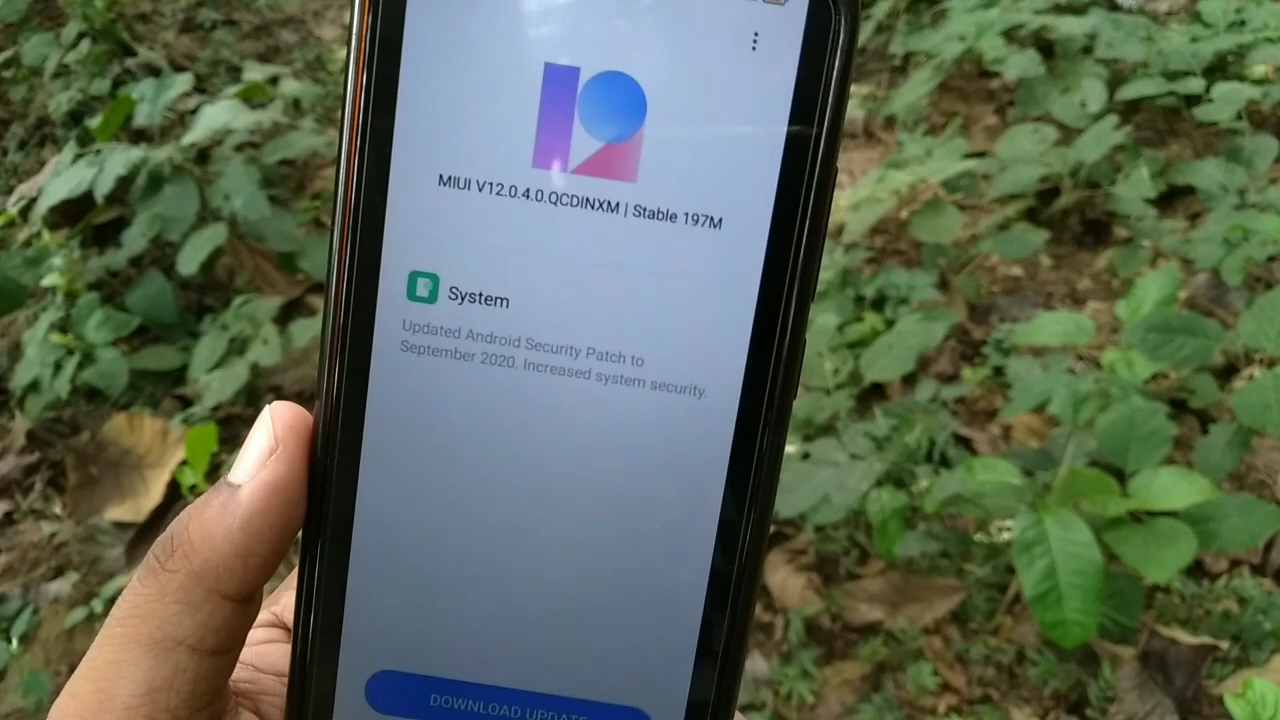 MIUI V12.0.4.0.QCDINXM | Stable 197M
System
Updated Android Security Patch to
September 2020. Increased system security.
DOWNLOAD UPDATE